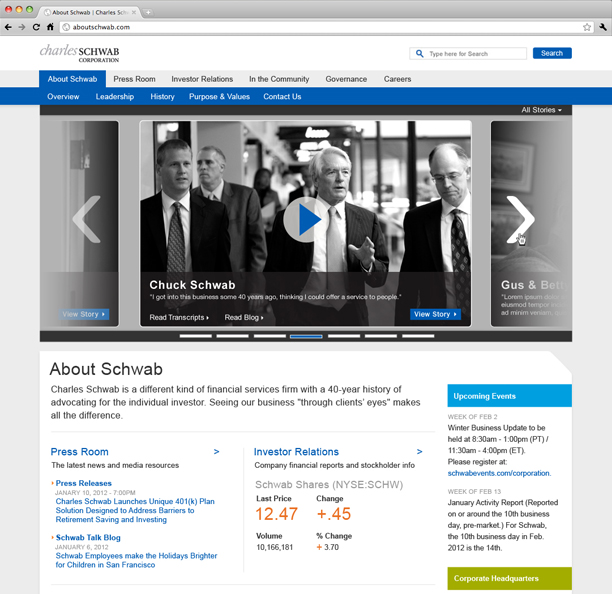 About Schwab | Charles Schw
aboutschwab.com
charles SCHWAB
CORPORATION
Type here for Search
Search
About Schwab Press Room Investor Relations In the Community Governance Careers
Overview Leadership History Purpose & Values Contact Us
All Stories
Chuck Schwab
"I got into this business some 40 years ago, thinking I could offer a service to people."
Read Transcripts Read Blog View Story
View Story
Gus & Bett
"Lorem ipsum dolor
eiusmod tempor
ad minim veniam
About Schwab
Charles Schwab is a different kind of financial services firm with a 40-year history of
advocating for the individual investor. Seeing our business "through clients' eyes" makes
all the difference.
Press Room >
The latest news and media resources
Press Releases
JANARY 10, 2012 - 7:00PM
Charles Schwab Launches Unique 401(k) Plan
Solution Designed to Address Barriers to
Retirement Saving and Investing
Schwab Talk Blog
JANUARY 6, 2012
Schwab Employees make the Holidays Brighter
for Children in San Francisco
Investor Relations >
Company financial reports and stockholder info
Schwab Shares (NYSE:SCHW)
Last Price Change
12.47 +.45
Volume % Change
10,166,181 + 3.70
Upcoming Events
WEEK OF FEB 2
Winter Business Update to be
held at 8:30am - 1:00pm (PT) /
11:30am - 4:00pm (ET).
Please register at:
schwabevents.com/corporation.
WEEK OF FEB 13
January Activity Report (Reported
on or around the 10th business
day, pre-market.) For Schwab,
the 10th business day in Feb.
2012 is the 14th.
Corporate Headquarters